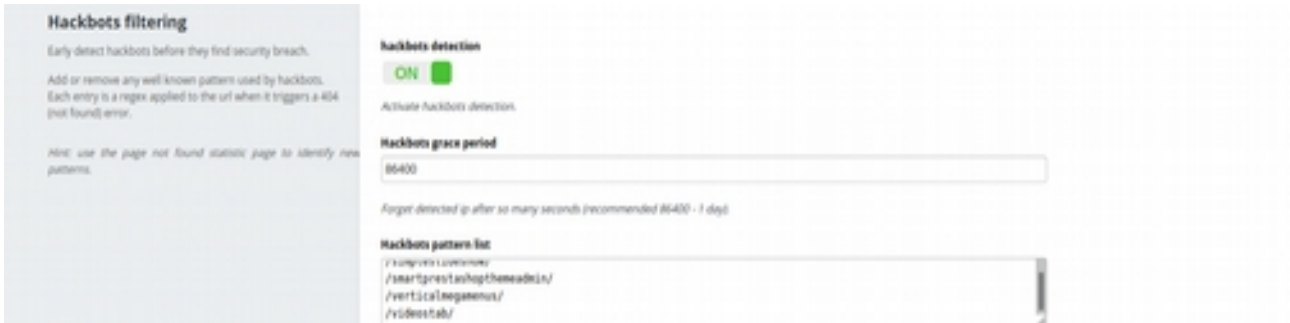 Hackbots filtering
Early detect hackbots before they find security breach.
Add or remove any well known pattern used by hackbots.
Each entry is a regex applied to the url when it triggers a 404
(not found) error.
Hint: use the page not found statistic page to identify new
patterns.
hackbots detection
ON
Activate hackbots detection.
Hackbots grace period
86400
Forget detected ip after so many seconds (recommended 86400 - 1 day)
Hackbots pattern list
/smartprestashopthemeadmin/
/verticalmegamenus/
/videostab/